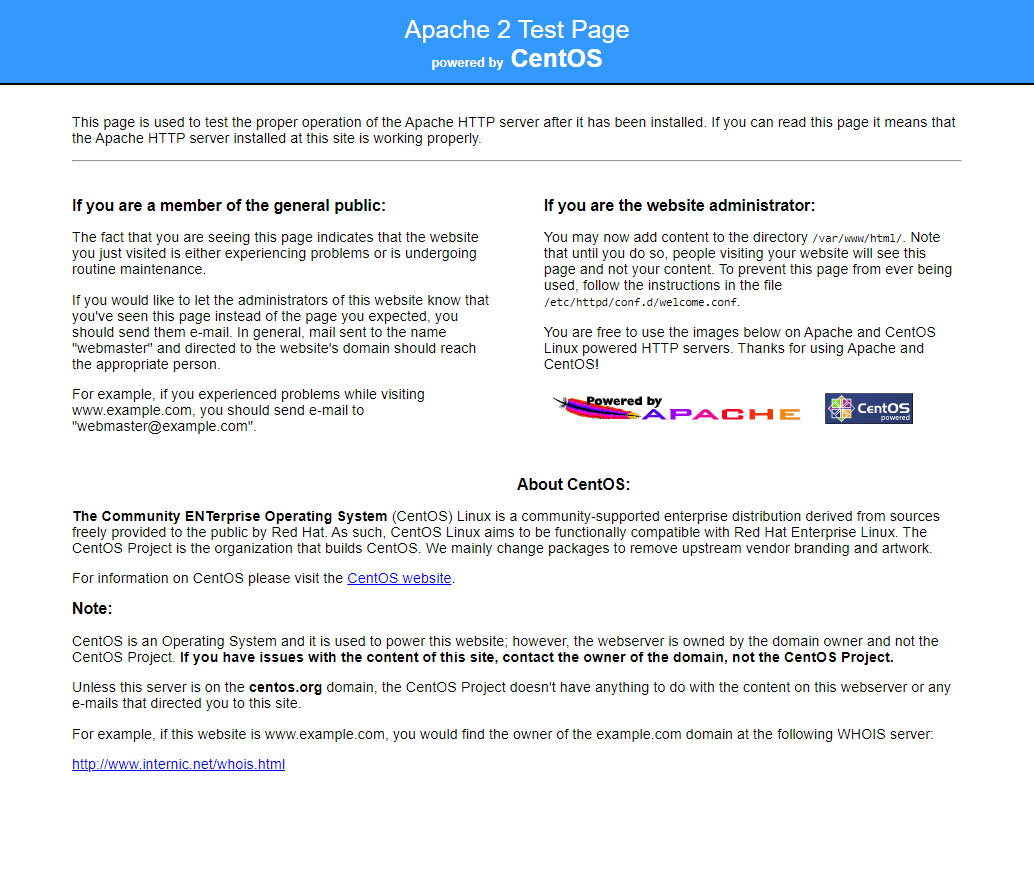 Apache 2 Test Page
powered by CentOS
This page is used to test the proper operation of the Apache HTTP server after it has been installed. If you can read this page it means that
the Apache HTTP server installed at this site is working properly.
If you are a member of the general public:
The fact that you are seeing this page indicates that the website
you just visited is either experiencing problems or is undergoing
routine maintenance.
If you would like to let the administrators of this website know that
you've seen this page instead of the page you expected, you
should send them e-mail. In general, mail sent to the name
"webmaster" and directed to the website's domain should reach
the appropriate person.
For example, if you experienced problems while visiting
www.example.com, you should send e-mail to
"webmaster@example.com".
If you are the website administrator:
You may now add content to the directory /var/www/html/. Note
that until you do so, people visiting your website will see this
page and not your content. To prevent this page from ever being
used, follow the instructions in the file
/etc/httpd/conf.d/welcome.conf.
You are free to use the images below on Apache and CentOS
Linux powered HTTP servers. Thanks for using Apache and
CentOS!
Powered by
APACHE
CentOS
powered
About CentOS:
The Community ENTerprise Operating System (CentOS) Linux is a community-supported enterprise distribution derived from sources
freely provided to the public by Red Hat. As such, CentOS Linux aims to be functionally compatible with Red Hat Enterprise Linux. The
CentOS Project is the organization that builds CentOS. We mainly change packages to remove upstream vendor branding and artwork.
For information on CentOS please visit the CentOS website.
Note:
CentOS is an Operating System and it is used to power this website; however, the webserver is owned by the domain owner and not the
CentOS Project. If you have issues with the content of this site, contact the owner of the domain, not the CentOS Project.
Unless this server is on the centos.org domain, the CentOS Project doesn't have anything to do with the content on this webserver or any
e-mails that directed you to this site.
For example, if this website is www.example.com, you would find the owner of the example.com domain at the following WHOIS server:
http://www.internic.net/whois.html